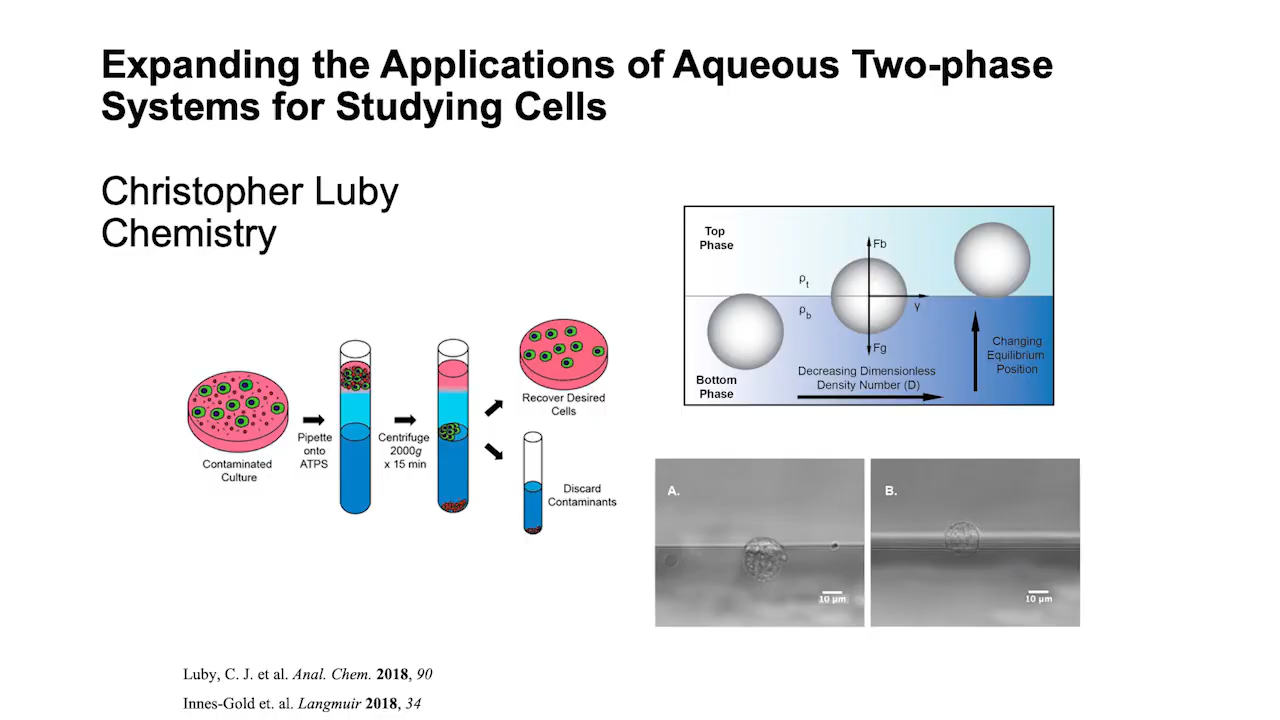 Expanding the Applications of Aqueous Two-phase
Systems for Studying Cells
Christopher Luby
Chemistry
Contaminated
Culture
Pipette
onto
ATPS
Centrifuge
2000g
x 15 min
Recover Desired
Cells
Discard
Contaminants
Top
Phase
Fb
ρt
ρb
γ
Fg
Changing
Equilibrium
Position
Bottom
Phase
Decreasing Dimensionless
Density Number (D)
A.
10 µm
B.
10 µm
Luby, C. J. et al. Anal. Chem. 2018, 90
Innes-Gold et. al. Langmuir 2018, 34